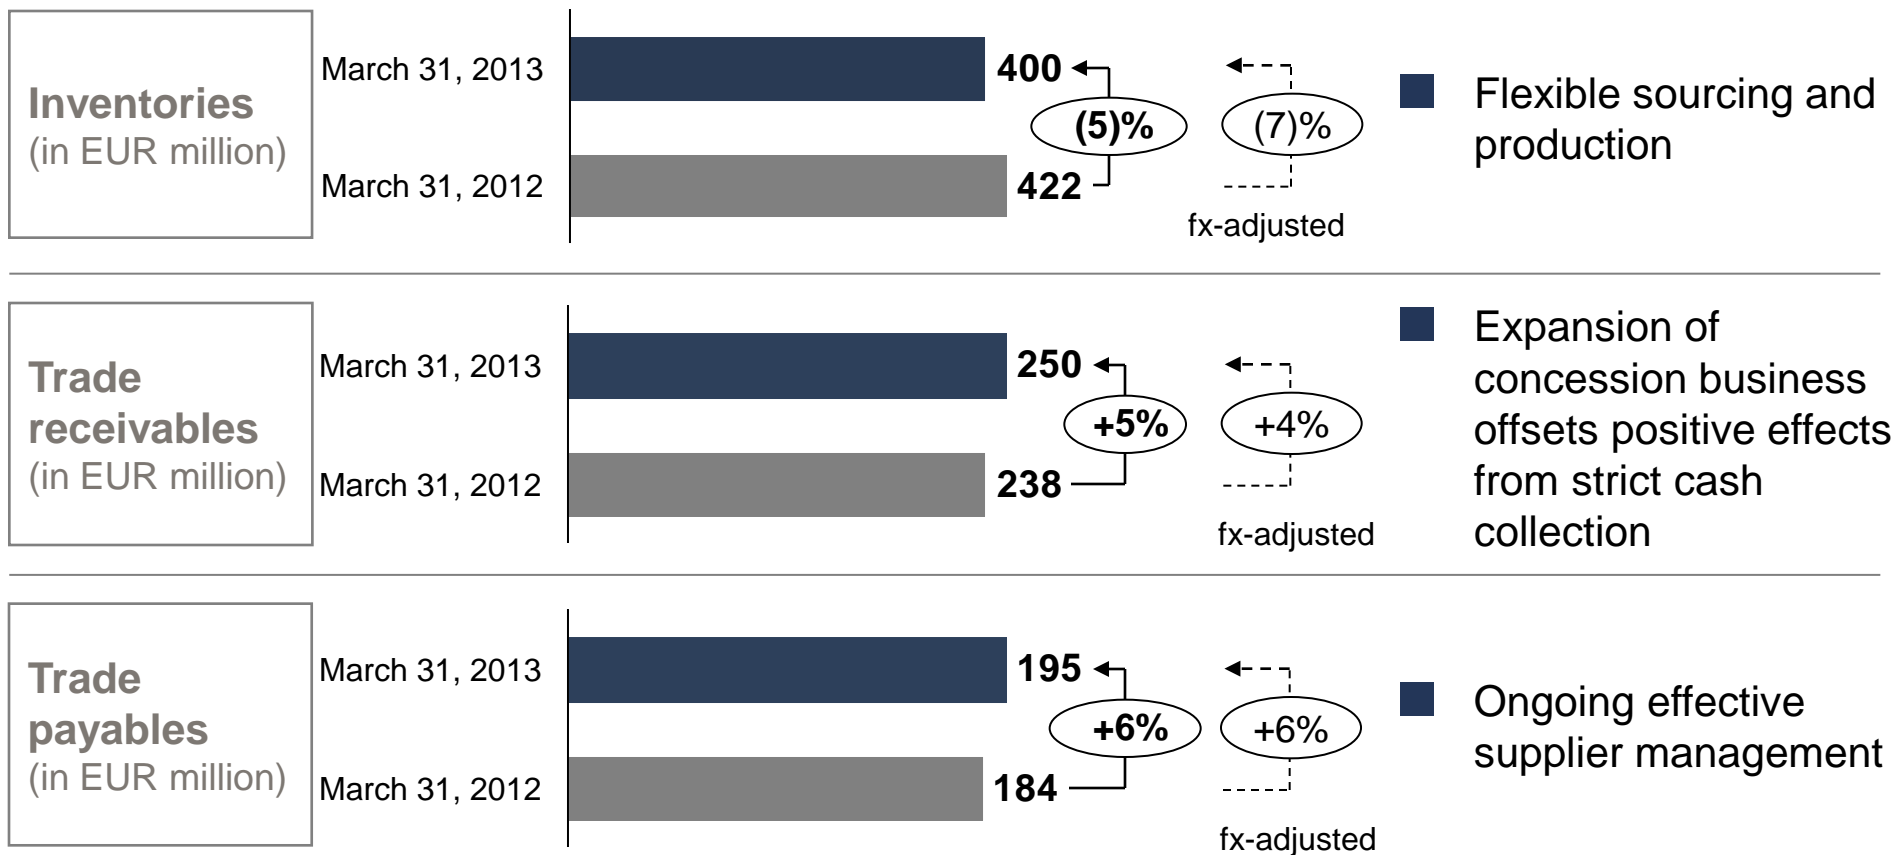 Inventories
(in EUR million)
March 31, 2013
400
(5)%
(7)%
March 31, 2012
422
fx-adjusted
Flexible sourcing and
production
Trade
receivables
(in EUR million)
March 31, 2013
250
+5%
+4%
March 31, 2012
238
fx-adjusted
Expansion of
concession business
offsets positive effects
from strict cash
collection
Trade
payables
(in EUR million)
March 31, 2013
195
+6%
+6%
March 31, 2012
184
fx-adjusted
Ongoing effective
supplier management